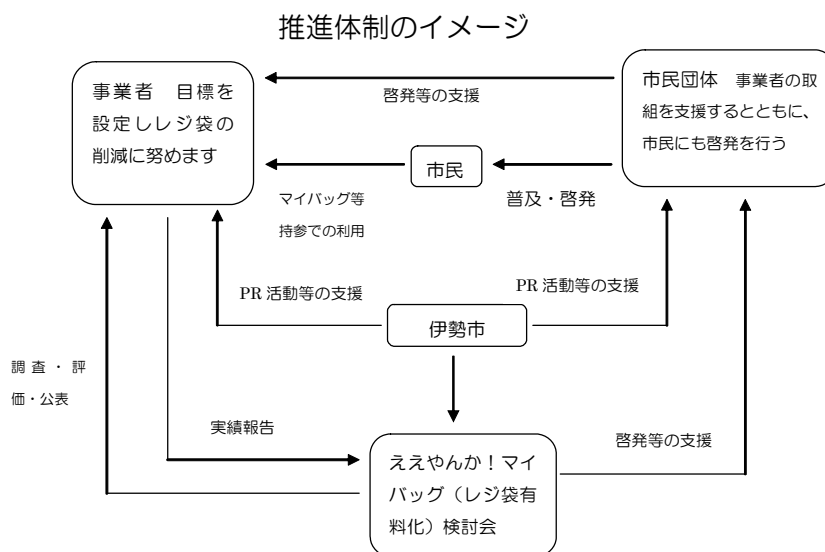 推進体制のイメージ
事業者　目標を
設定しレジ袋の
削減に努めます
啓発等の支援
市民団体　事業者の取
組を支援するとともに、
市民にも啓発を行う
市民
マイバッグ等
持参での利用
普及・啓発
PR 活動等の支援
PR 活動等の支援
伊勢市
調査・評
価・公表
実績報告
啓発等の支援
ええやんか！マイ
バッグ（レジ袋有
料化）検討会